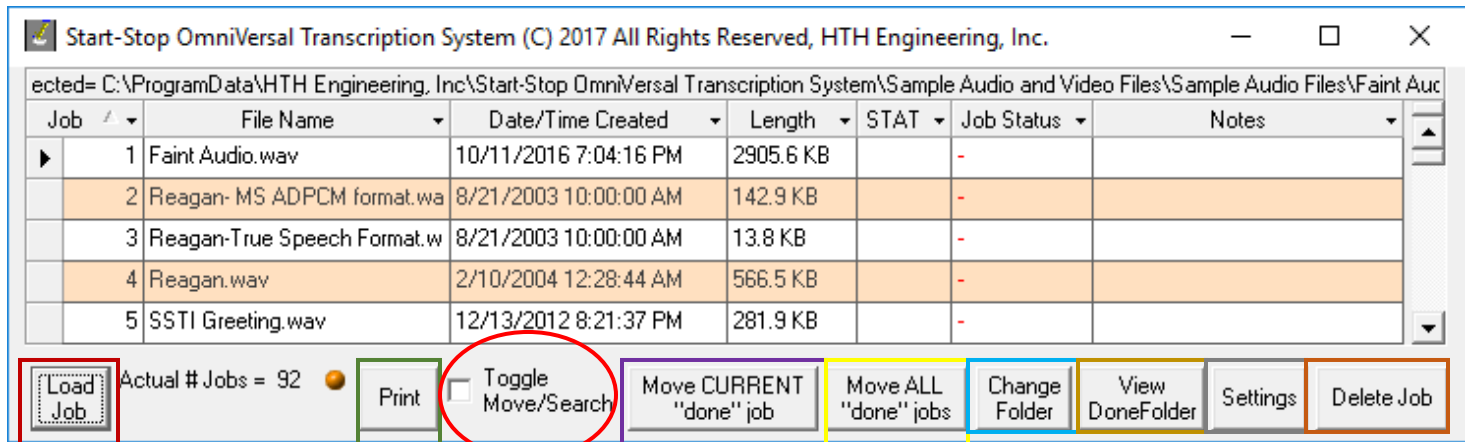 Start-Stop OmniVersal Transcription System (C) 2017 All Rights Reserved, HTH Engineering, Inc.
ected= C:\ProgramData\HTH Engineering, Inc\Start-Stop OmniVersal Transcription System\Sample Audio and Video Files\Sample Audio Files\Faint Auc
Job File Name Date/Time Created Length STAT Job Status Notes
1 Faint Audio.wav 10/11/2016 7:04:16 PM 2905.6 KB -
2 Reagan- MS ADPCM format.wa 8/21/2003 10:00:00 AM 142.9 KB -
3 Reagan-True Speech Format.w 8/21/2003 10:00:00 AM 13.8 KB -
4 Reagan.wav 2/10/2004 12:28:44 AM 566.5 KB -
5 SSTI Greeting.wav 12/13/2012 8:21:37 PM 281.9 KB -
Load
Job
Actual # Jobs = 92
Print
Toggle
Move/Search
Move CURRENT
"done" job
Move ALL
"done" jobs
Change
Folder
View
DoneFolder
Settings
Delete Job